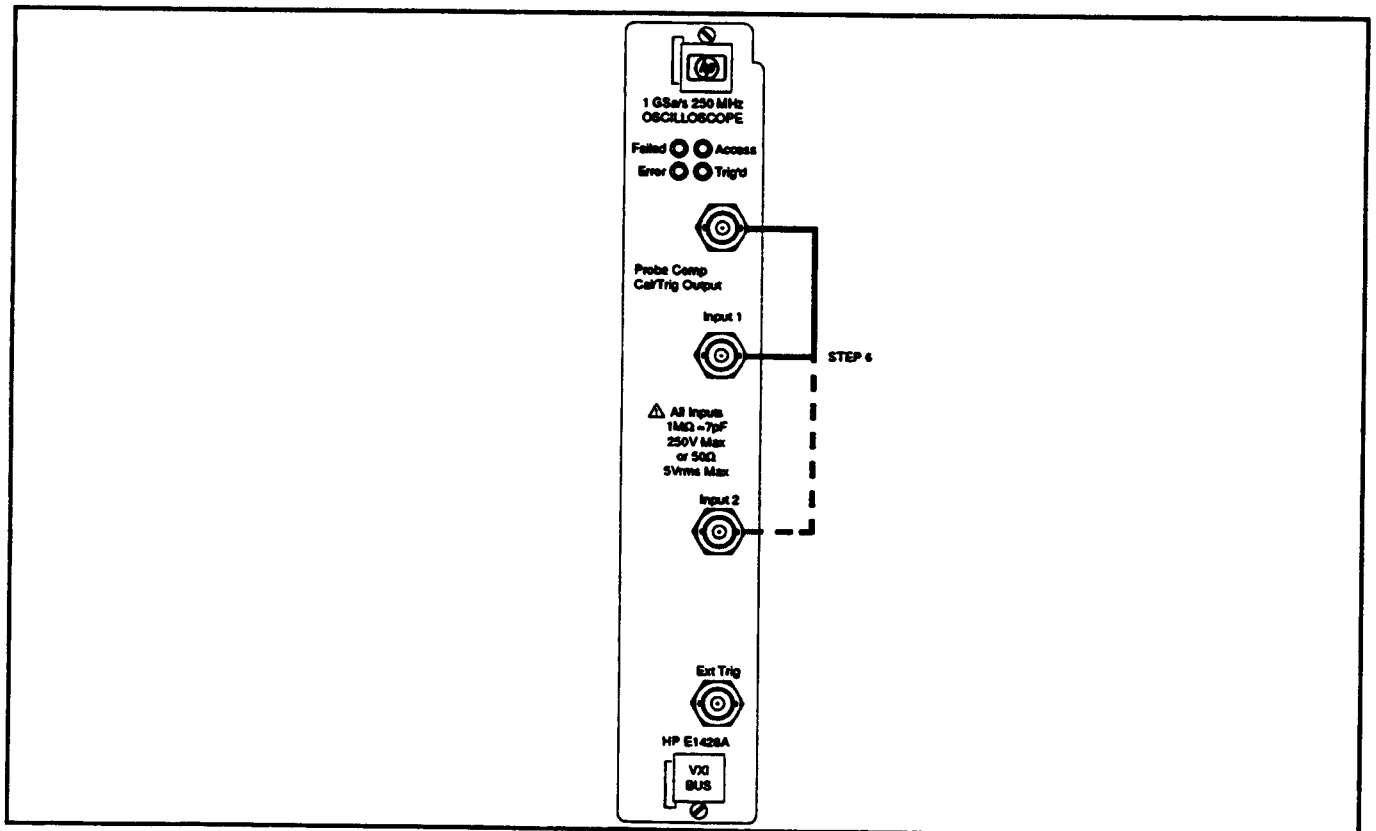 hp
1 GSa/s 250 MHz
OSCILLOSCOPE
Failed Access
Error Trig'd
Probe Comp
Cal/Trig Output
Input 1
STEP 6
⚠ All Inputs
1MΩ ~7pF
250V Max
or 50Ω
5Vrms Max
Input 2
Ext Trig
HP E1428A
VXI
BUS